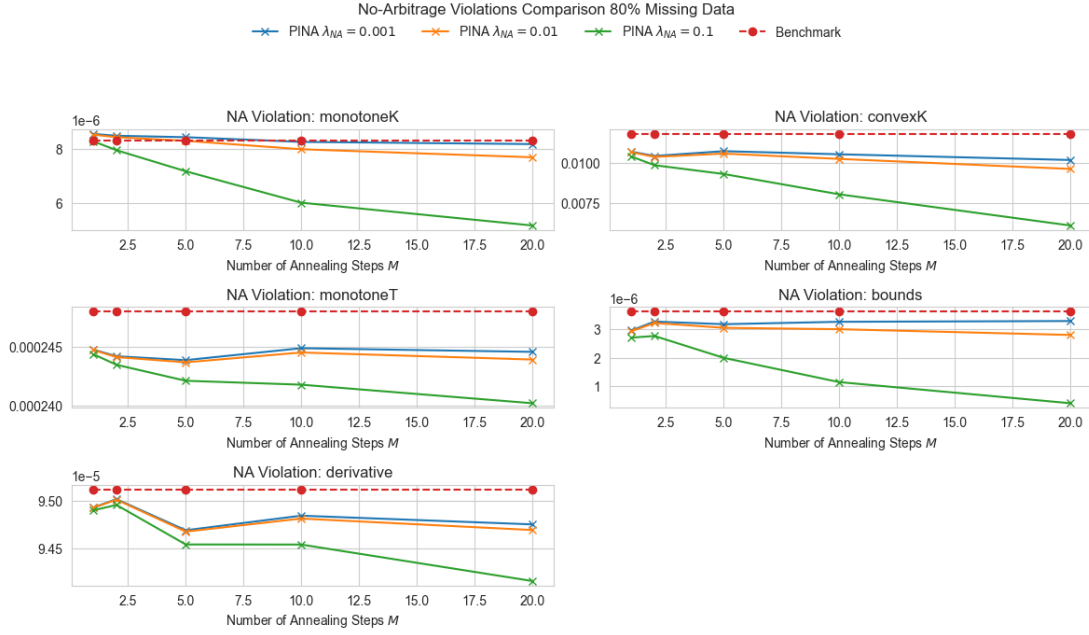 No-Arbitrage Violations Comparison 80% Missing Data
PINA λ_NA = 0.001 PINA λ_NA = 0.01 PINA λ_NA = 0.1 Benchmark
NA Violation: monotoneK
1e−6
8
6
2.5 5.0 7.5 10.0 12.5 15.0 17.5 20.0
Number of Annealing Steps M
NA Violation: convexK
0.0100
0.0075
2.5 5.0 7.5 10.0 12.5 15.0 17.5 20.0
Number of Annealing Steps M
NA Violation: monotoneT
0.000245
0.000240
2.5 5.0 7.5 10.0 12.5 15.0 17.5 20.0
Number of Annealing Steps M
NA Violation: bounds
1e−6
3
2
1
2.5 5.0 7.5 10.0 12.5 15.0 17.5 20.0
Number of Annealing Steps M
NA Violation: derivative
1e−5
9.50
9.45
2.5 5.0 7.5 10.0 12.5 15.0 17.5 20.0
Number of Annealing Steps M